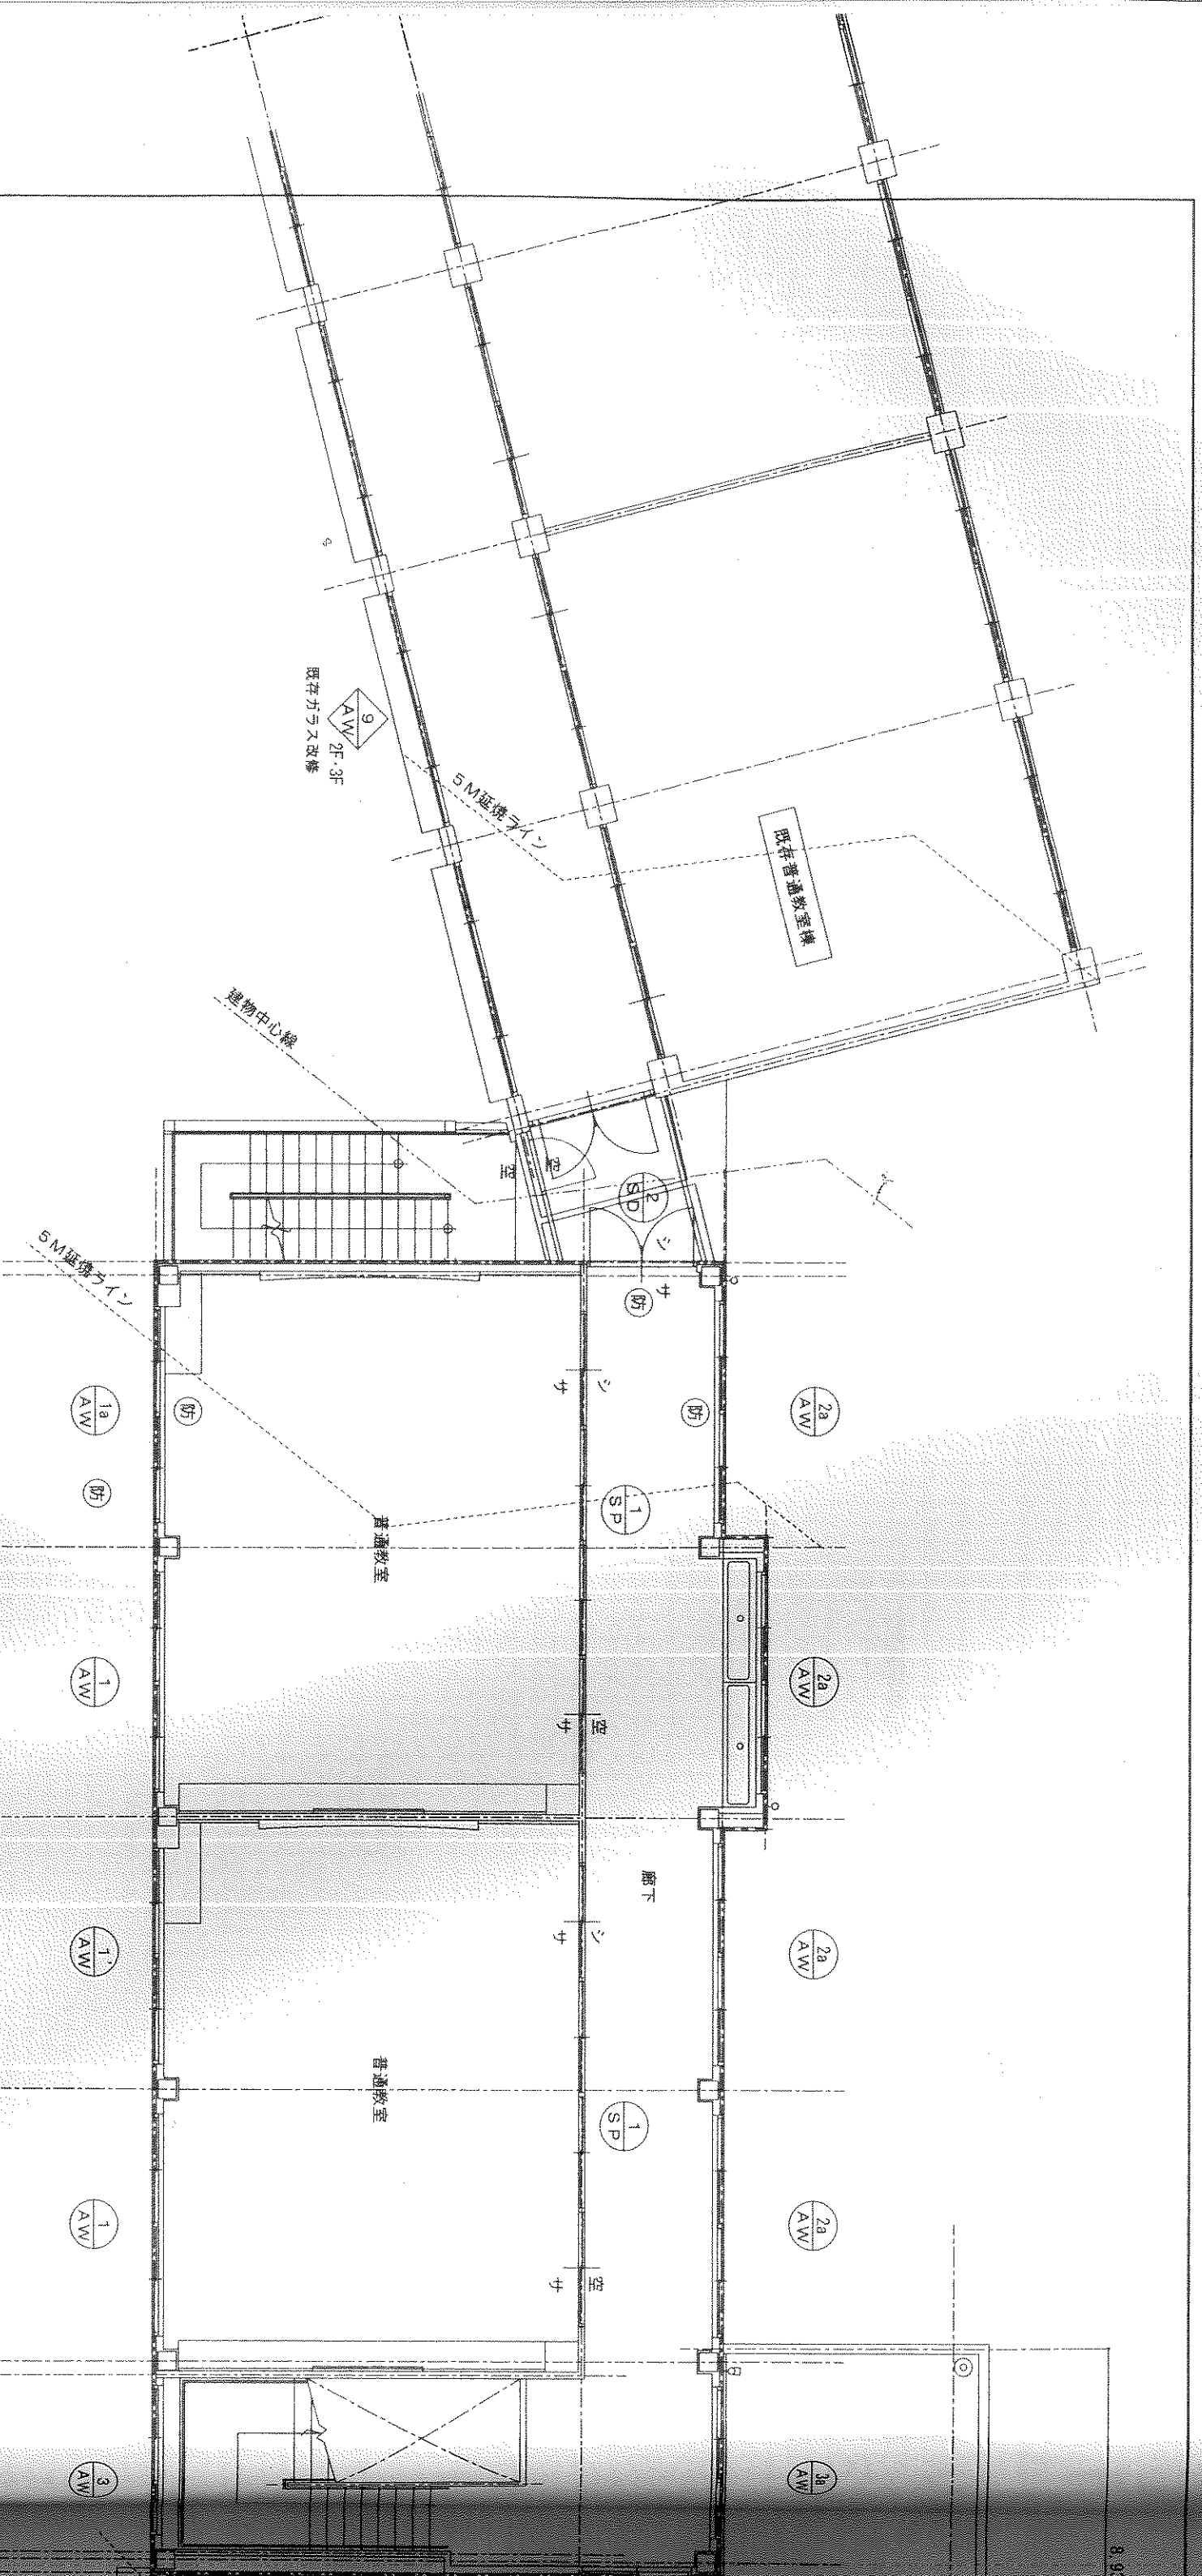 9
AW
2F·3F
既存ガラス改修
5M延焼ライン
既存普通教室棟
建物中心線
空
空
2
SD
シ
サ
防
5M延焼ライン
1a
AW
防
防
シ
サ
防
2a
AW
1
SP
普通教室
1
AW
空
サ
2a
AW
廊下
1'
AW
シ
サ
2a
AW
普通教室
1
SP
1
AW
空
サ
2a
AW
3
AW
3a
AW